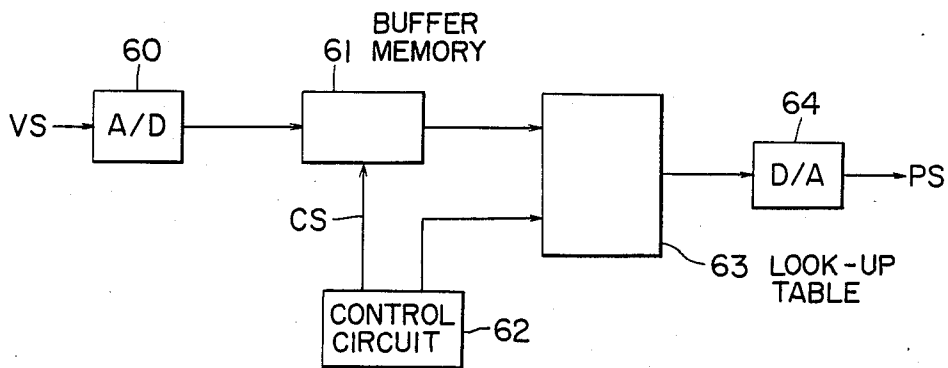 BUFFER
MEMORY
60
61
VS
A/D
64
D/A
PS
CS
63 LOOK-UP
TABLE
CONTROL
CIRCUIT
62